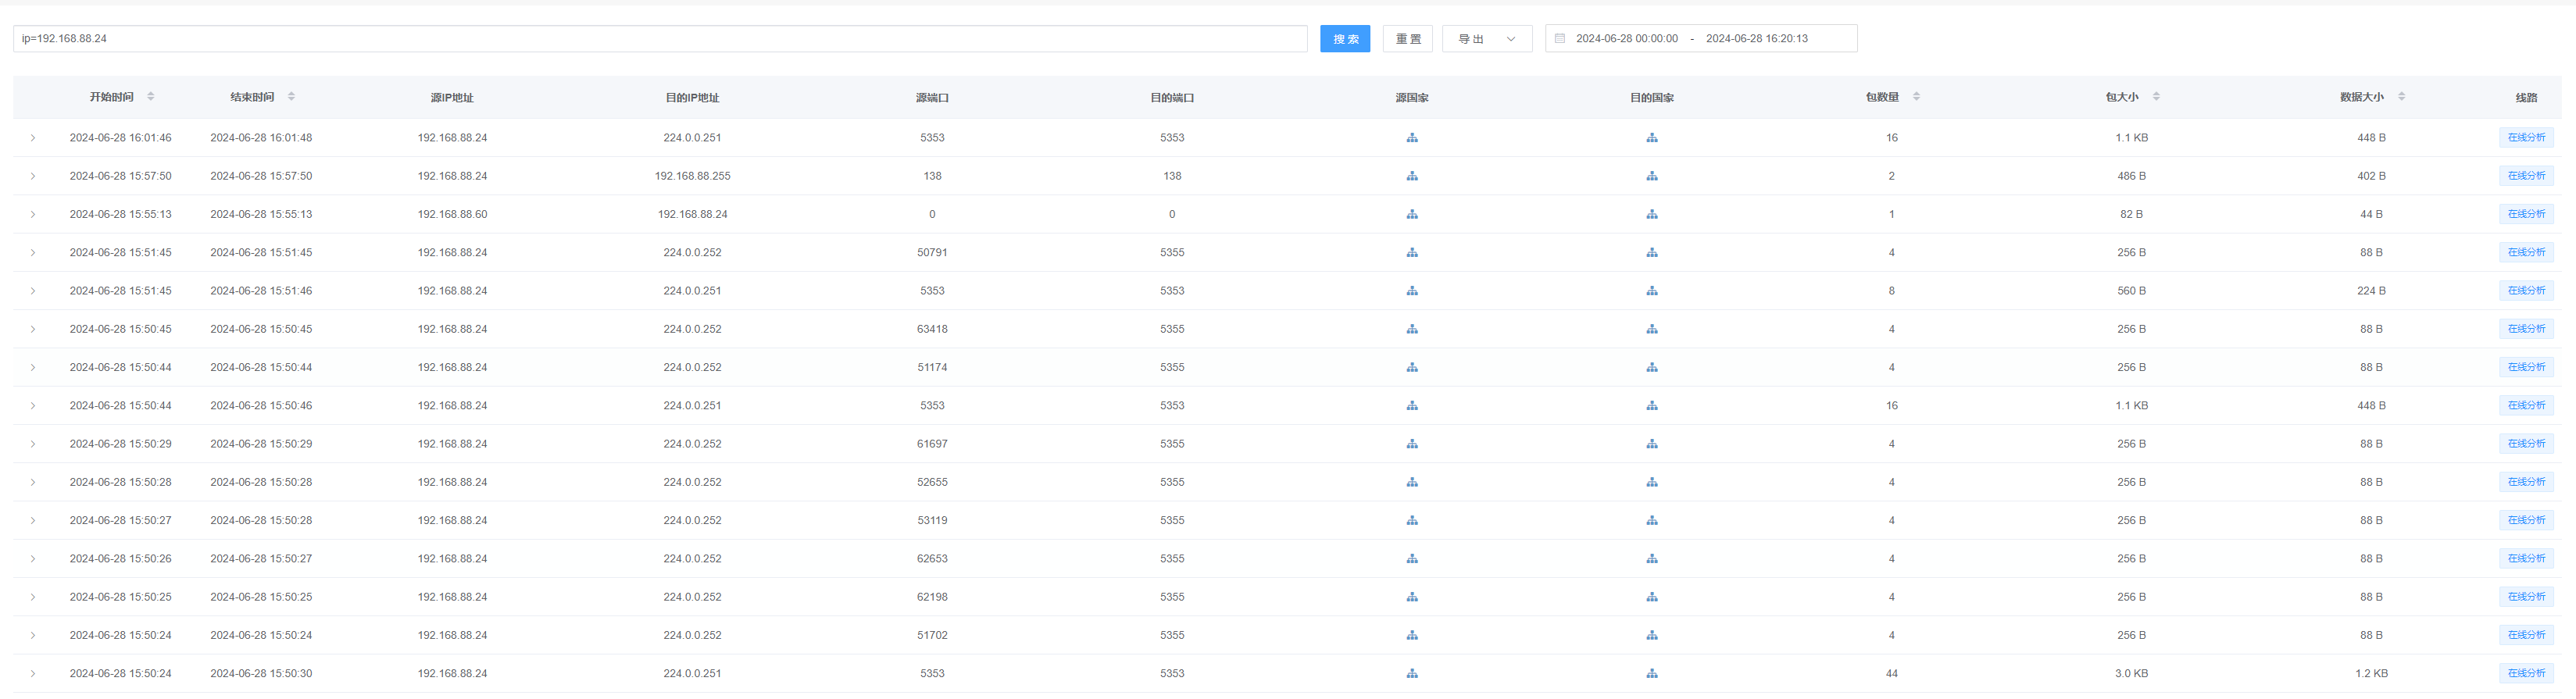 ip=192.168.88.24 搜 索 重 置 导 出 2024-06-28 00:00:00 - 2024-06-28 16:20:13
开始时间 结束时间 源IP地址 目的IP地址 源端口 目的端口 源国家 目的国家 包数量 包大小 数据大小 线路
2024-06-28 16:01:46 2024-06-28 16:01:48 192.168.88.24 224.0.0.251 5353 5353 16 1.1 KB 448 B 在线分析
2024-06-28 15:57:50 2024-06-28 15:57:50 192.168.88.24 192.168.88.255 138 138 2 486 B 402 B 在线分析
2024-06-28 15:55:13 2024-06-28 15:55:13 192.168.88.60 192.168.88.24 0 0 1 82 B 44 B 在线分析
2024-06-28 15:51:45 2024-06-28 15:51:45 192.168.88.24 224.0.0.252 50791 5355 4 256 B 88 B 在线分析
2024-06-28 15:51:45 2024-06-28 15:51:46 192.168.88.24 224.0.0.251 5353 5353 8 560 B 224 B 在线分析
2024-06-28 15:50:45 2024-06-28 15:50:45 192.168.88.24 224.0.0.252 63418 5355 4 256 B 88 B 在线分析
2024-06-28 15:50:44 2024-06-28 15:50:44 192.168.88.24 224.0.0.252 51174 5355 4 256 B 88 B 在线分析
2024-06-28 15:50:44 2024-06-28 15:50:46 192.168.88.24 224.0.0.251 5353 5353 16 1.1 KB 448 B 在线分析
2024-06-28 15:50:29 2024-06-28 15:50:29 192.168.88.24 224.0.0.252 61697 5355 4 256 B 88 B 在线分析
2024-06-28 15:50:28 2024-06-28 15:50:28 192.168.88.24 224.0.0.252 52655 5355 4 256 B 88 B 在线分析
2024-06-28 15:50:27 2024-06-28 15:50:28 192.168.88.24 224.0.0.252 53119 5355 4 256 B 88 B 在线分析
2024-06-28 15:50:26 2024-06-28 15:50:27 192.168.88.24 224.0.0.252 62653 5355 4 256 B 88 B 在线分析
2024-06-28 15:50:25 2024-06-28 15:50:25 192.168.88.24 224.0.0.252 62198 5355 4 256 B 88 B 在线分析
2024-06-28 15:50:24 2024-06-28 15:50:24 192.168.88.24 224.0.0.252 51702 5355 4 256 B 88 B 在线分析
2024-06-28 15:50:24 2024-06-28 15:50:30 192.168.88.24 224.0.0.251 5353 5353 44 3.0 KB 1.2 KB 在线分析